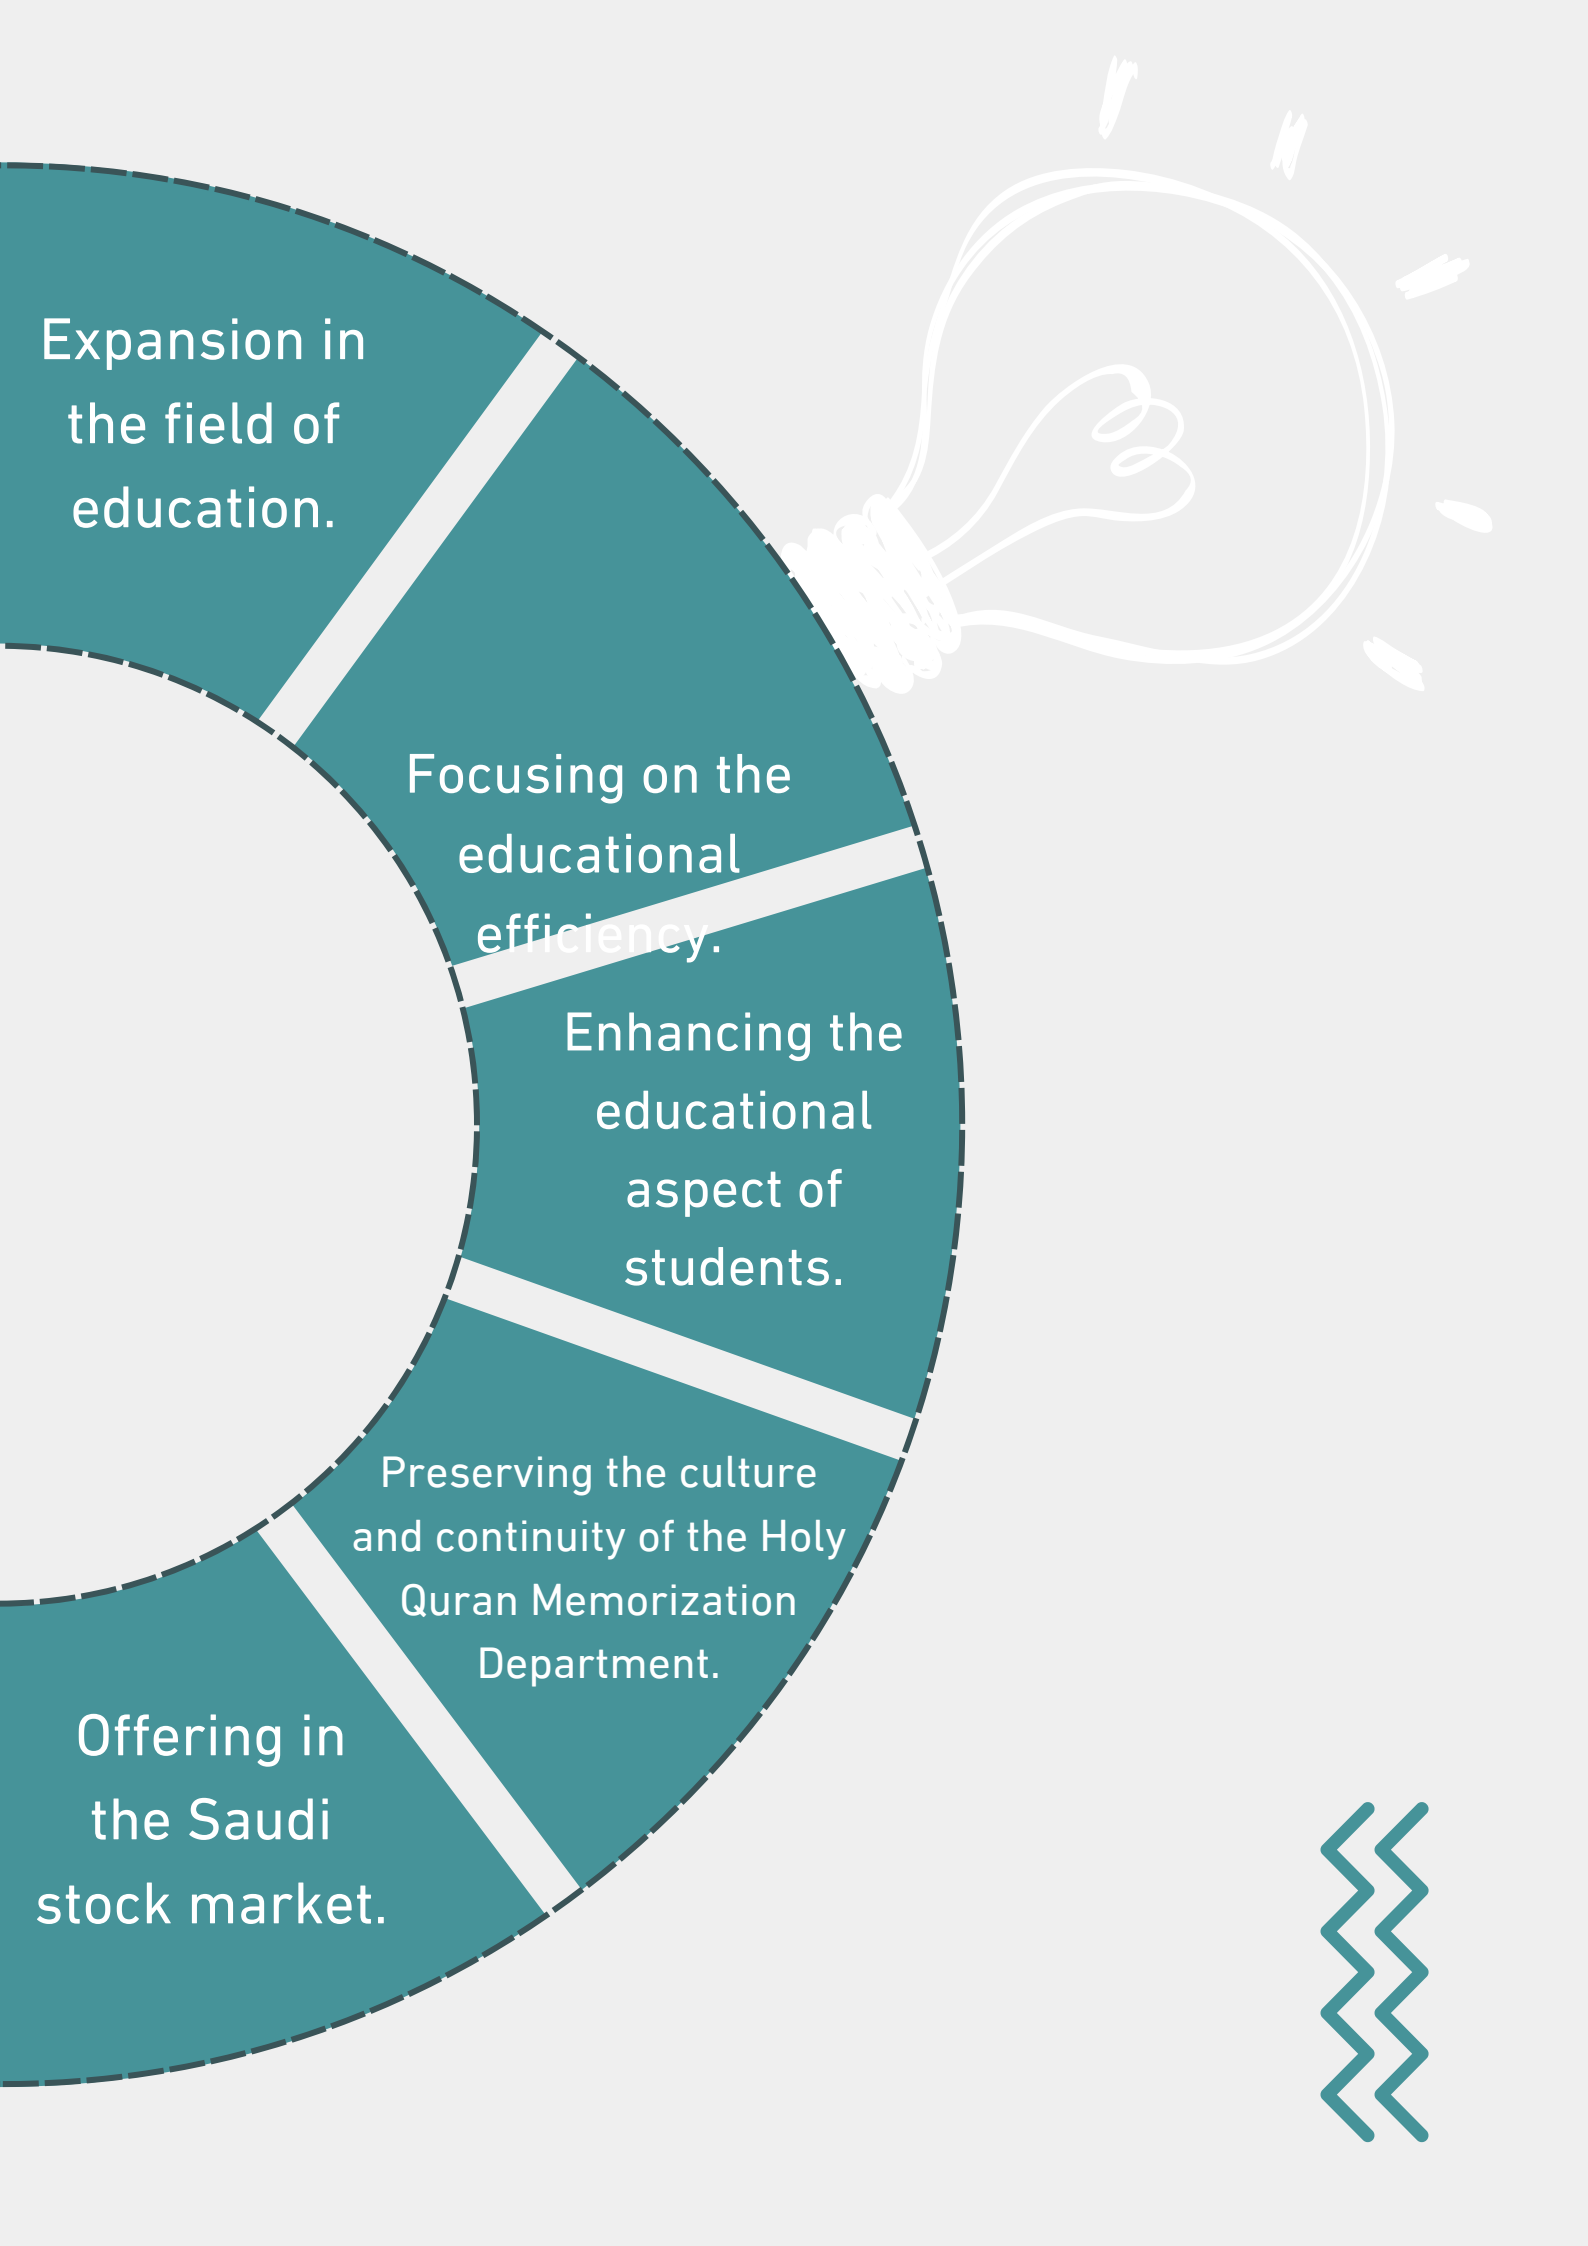 Expansion in
the field of
education.
Focusing on the
educational
efficiency.
Enhancing the
educational
aspect of
students.
Preserving the culture
and continuity of the Holy
Quran Memorization
Department.
Offering in
the Saudi
stock market.